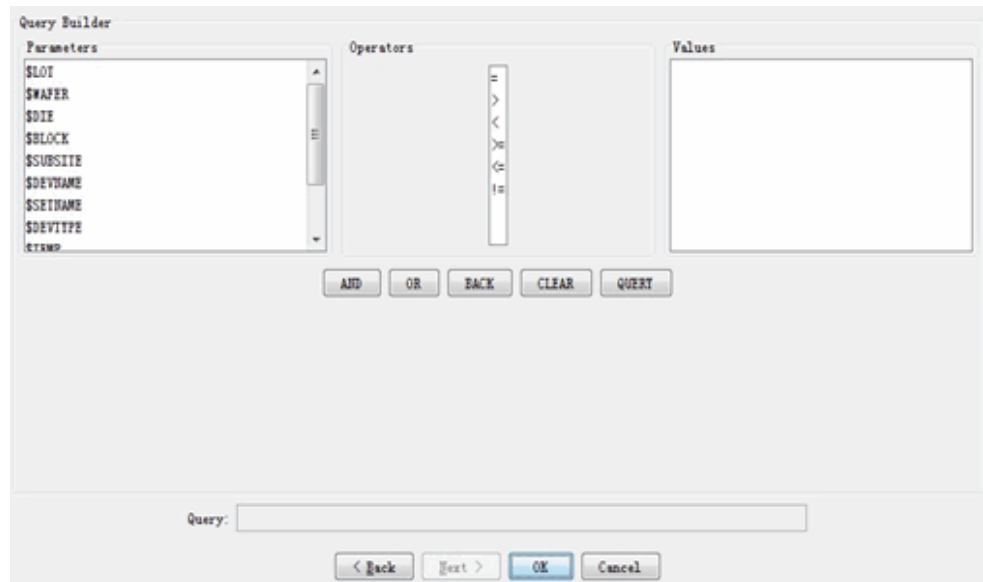 Query Builder
Parameters
Operators
Values
$LOT
$WAFER
$DIE
$BLOCK
$SUBSITE
$DEVNAME
$SETNAME
$DEVTYPE
$TEMP
=
>
<
>=
<=
!=
AND OR BACK CLEAR QUERY
Query:
< Back Next > OK Cancel